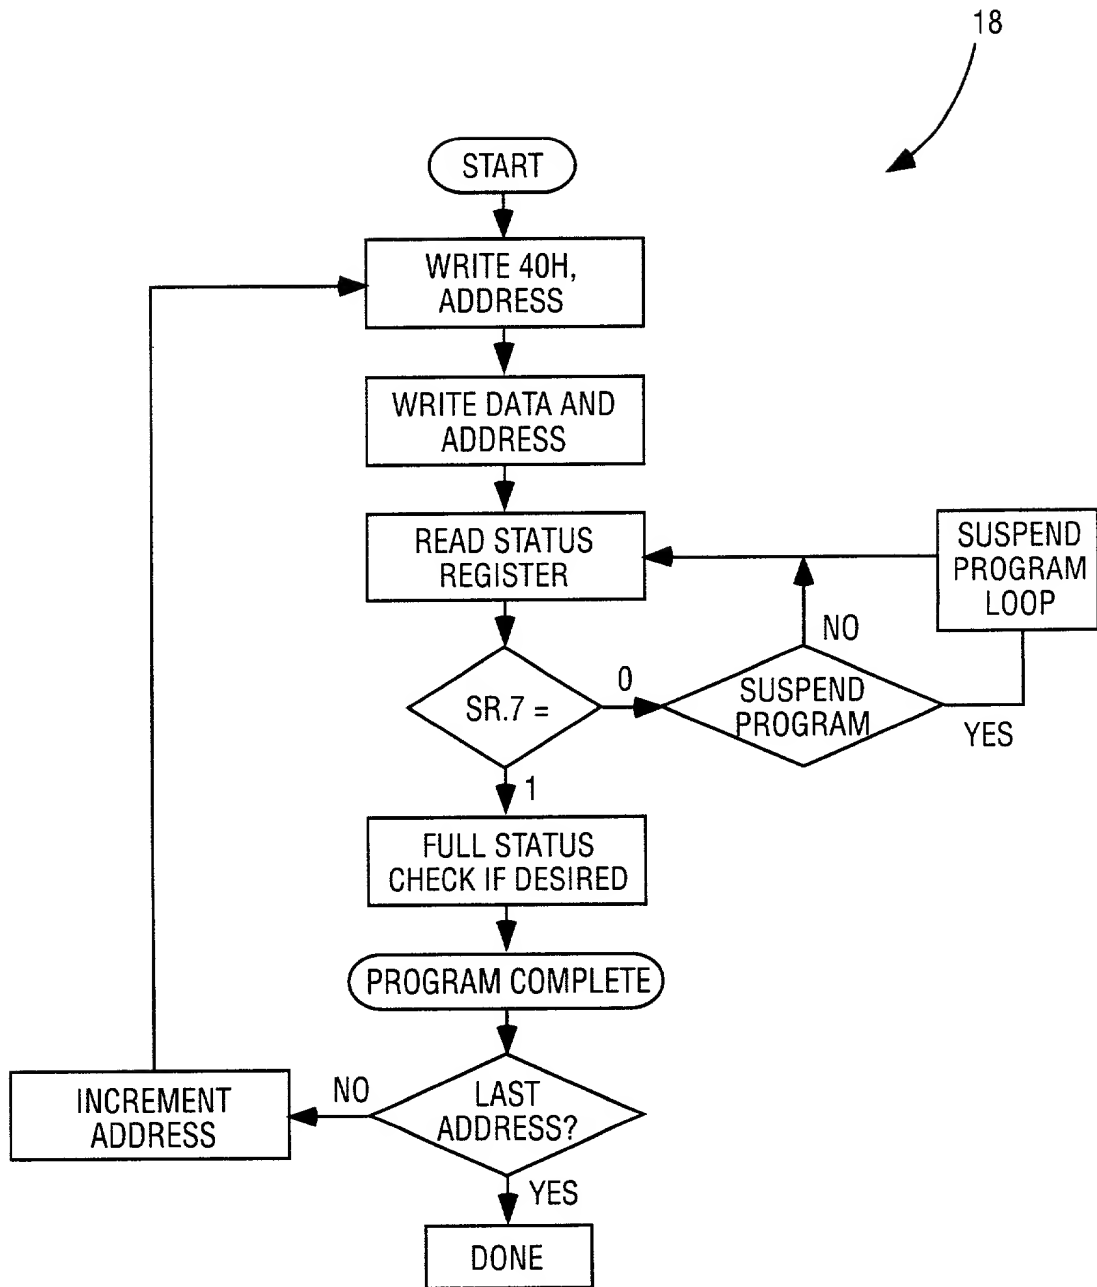 18
START
WRITE 40H,
ADDRESS
WRITE DATA AND
ADDRESS
READ STATUS
REGISTER
SUSPEND
PROGRAM
LOOP
NO
0
SR.7 =
SUSPEND
PROGRAM
YES
1
FULL STATUS
CHECK IF DESIRED
PROGRAM COMPLETE
LAST
ADDRESS?
NO
INCREMENT
ADDRESS
YES
DONE